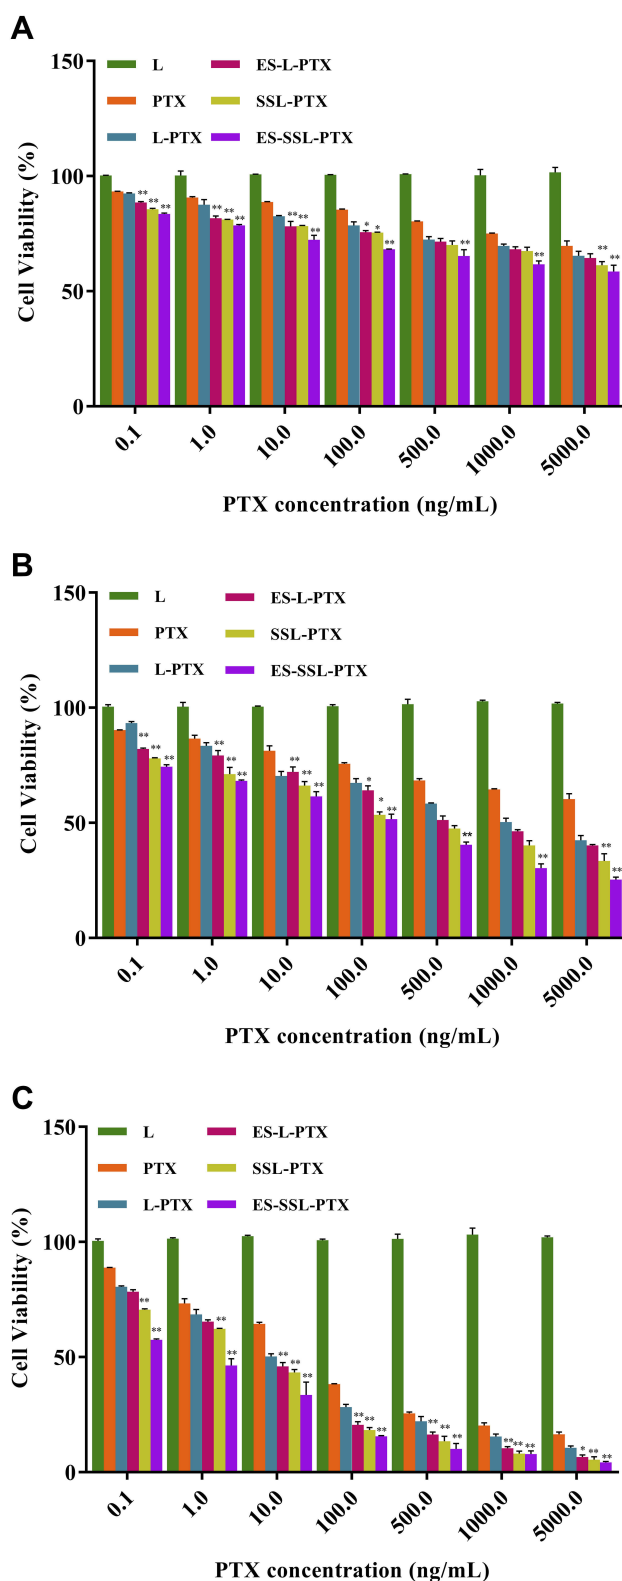 A
150
L
ES-L-PTX
PTX
SSL-PTX
L-PTX
ES-SSL-PTX
100
50
0
Cell Viability (%)
** ** **
** ** **
** ** **
* * **
**
**
** **
0.1 1.0 10.0 100.0 500.0 1000.0 5000.0
PTX concentration (ng/mL)
B
150
L
ES-L-PTX
PTX
SSL-PTX
L-PTX
ES-SSL-PTX
100
50
0
Cell Viability (%)
** ** **
** ** **
** ** **
* * **
**
**
** **
0.1 1.0 10.0 100.0 500.0 1000.0 5000.0
PTX concentration (ng/mL)
C
150
L
ES-L-PTX
PTX
SSL-PTX
L-PTX
ES-SSL-PTX
100
50
0
Cell Viability (%)
** **
** **
** ** **
** ** **
** ** **
** ** **
* ** **
0.1 1.0 10.0 100.0 500.0 1000.0 5000.0
PTX concentration (ng/mL)